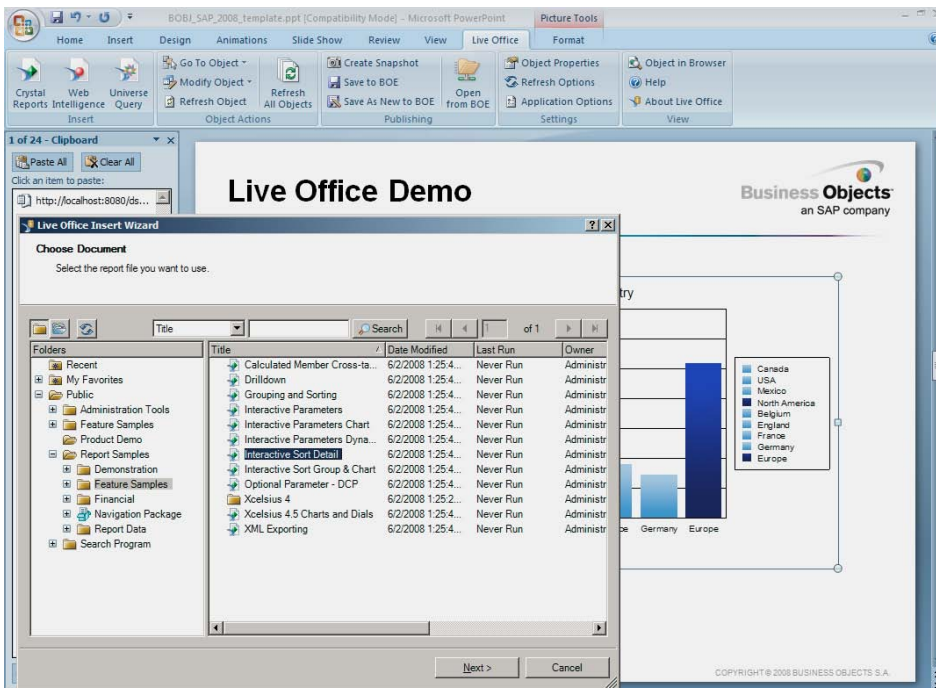 BOBJ_SAP_2008_template.ppt [Compatibility Mode] - Microsoft PowerPoint
Picture Tools
Home Insert Design Animations Slide Show Review View Live Office Format
Crystal Reports
Web Intelligence
Universe Query
Insert
Go To Object
Modify Object
Refresh Object
Refresh All Objects
Object Actions
Create Snapshot
Save to BOE
Save As New to BOE
Open from BOE
Publishing
Object Properties
Refresh Options
Application Options
Settings
Object in Browser
Help
About Live Office
View
1 of 24 - Clipboard
Paste All Clear All
Click an item to paste:
http://localhost:8080/ds...
Live Office Demo
Business Objects
an SAP company
Live Office Insert Wizard
Choose Document
Select the report file you want to use.
Title Search 1 of 1
Folders
Recent
My Favorites
Public
Administration Tools
Feature Samples
Product Demo
Report Samples
Demonstration
Feature Samples
Financial
Navigation Package
Report Data
Search Program
Title Date Modified Last Run Owner
Calculated Member Cross-ta... 6/2/2008 1:25:4... Never Run Administr
Drilldown 6/2/2008 1:25:4... Never Run Administr
Grouping and Sorting 6/2/2008 1:25:4... Never Run Administr
Interactive Parameters 6/2/2008 1:25:4... Never Run Administr
Interactive Parameters Chart 6/2/2008 1:25:4... Never Run Administr
Interactive Parameters Dyna... 6/2/2008 1:25:4... Never Run Administr
Interactive Sort Detail 6/2/2008 1:25:4... Never Run Administr
Interactive Sort Group & Chart 6/2/2008 1:25:4... Never Run Administr
Optional Parameter - DCP 6/2/2008 1:25:4... Never Run Administr
Xcelsius 4 6/2/2008 1:25:2... Never Run Administr
Xcelsius 4.5 Charts and Dials 6/2/2008 1:25:4... Never Run Administr
XML Exporting 6/2/2008 1:25:4... Never Run Administr
Next > Cancel
try
Canada
USA
Mexico
North America
Belgium
England
France
Germany
Europe
ce Germany Europe
COPYRIGHT © 2008 BUSINESS OBJECTS S.A.